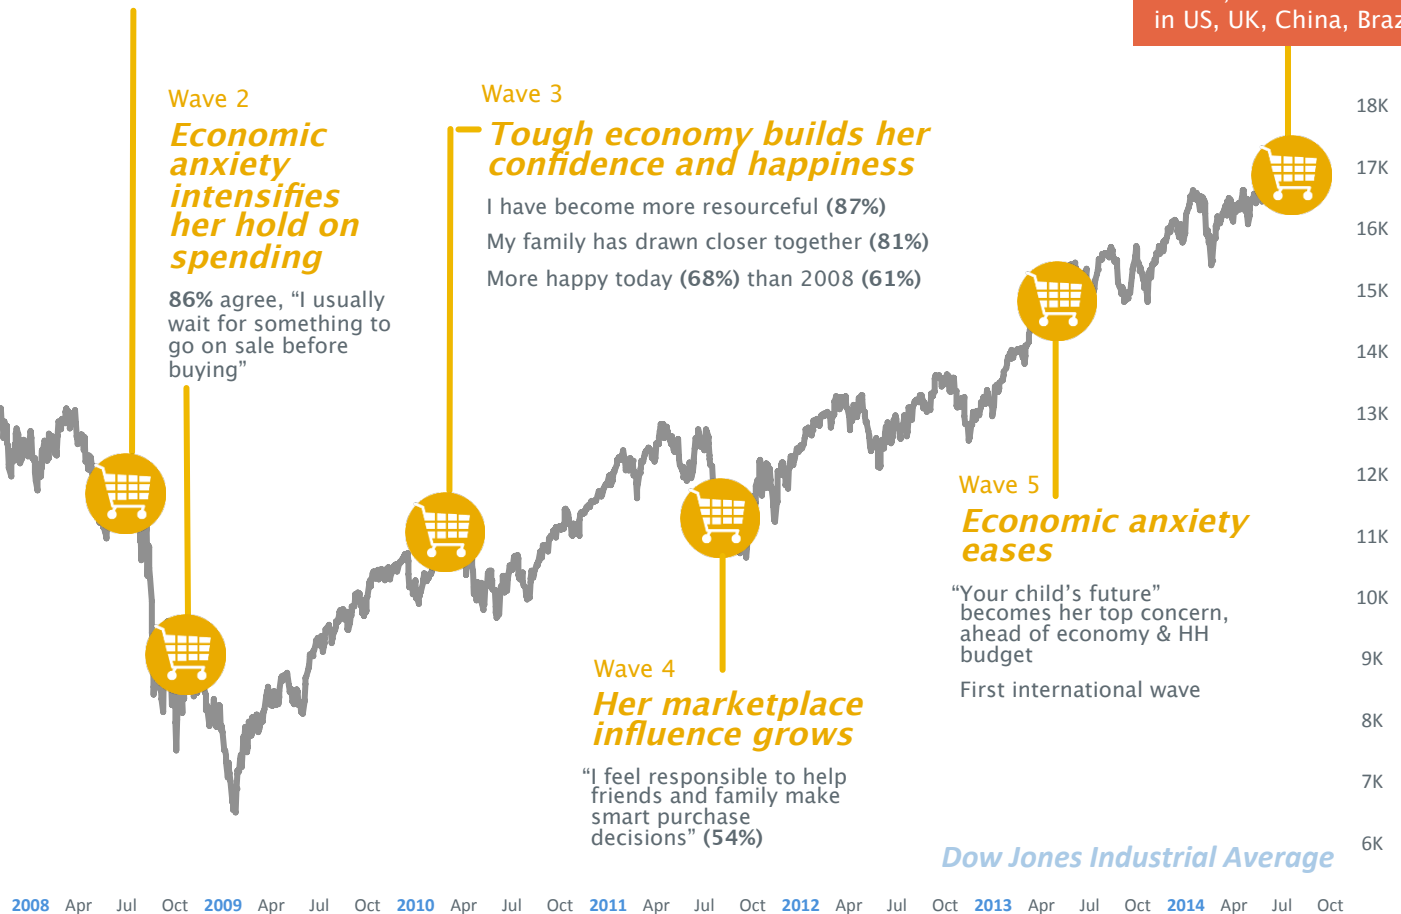 in US, UK, China,
Wave 2
Economic
anxiety
intensifies
her hold on
spending
86% agree, “I usually
wait for something to
go on sale before
buying”
Wave 3
Tough economy builds her
confidence and happiness
I have become more resourceful (87%)
My family has drawn closer together (81%)
More happy today (68%) than 2008 (61%)
Wave 4
Her marketplace
influence grows
“I feel responsible to help
friends and family make
smart purchase
decisions” (54%)
Wave 5
Economic anxiety
eases
“Your child’s future”
becomes her top concern,
ahead of economy & HH
budget
First international wave
18K
17K
16K
15K
14K
13K
12K
11K
10K
9K
8K
7K
6K
Dow Jones Industrial Average
2008 Apr Jul Oct 2009 Apr Jul Oct 2010 Apr Jul Oct 2011 Apr Jul Oct 2012 Apr Jul Oct 2013 Apr Jul Oct 2014 Apr Jul Oct